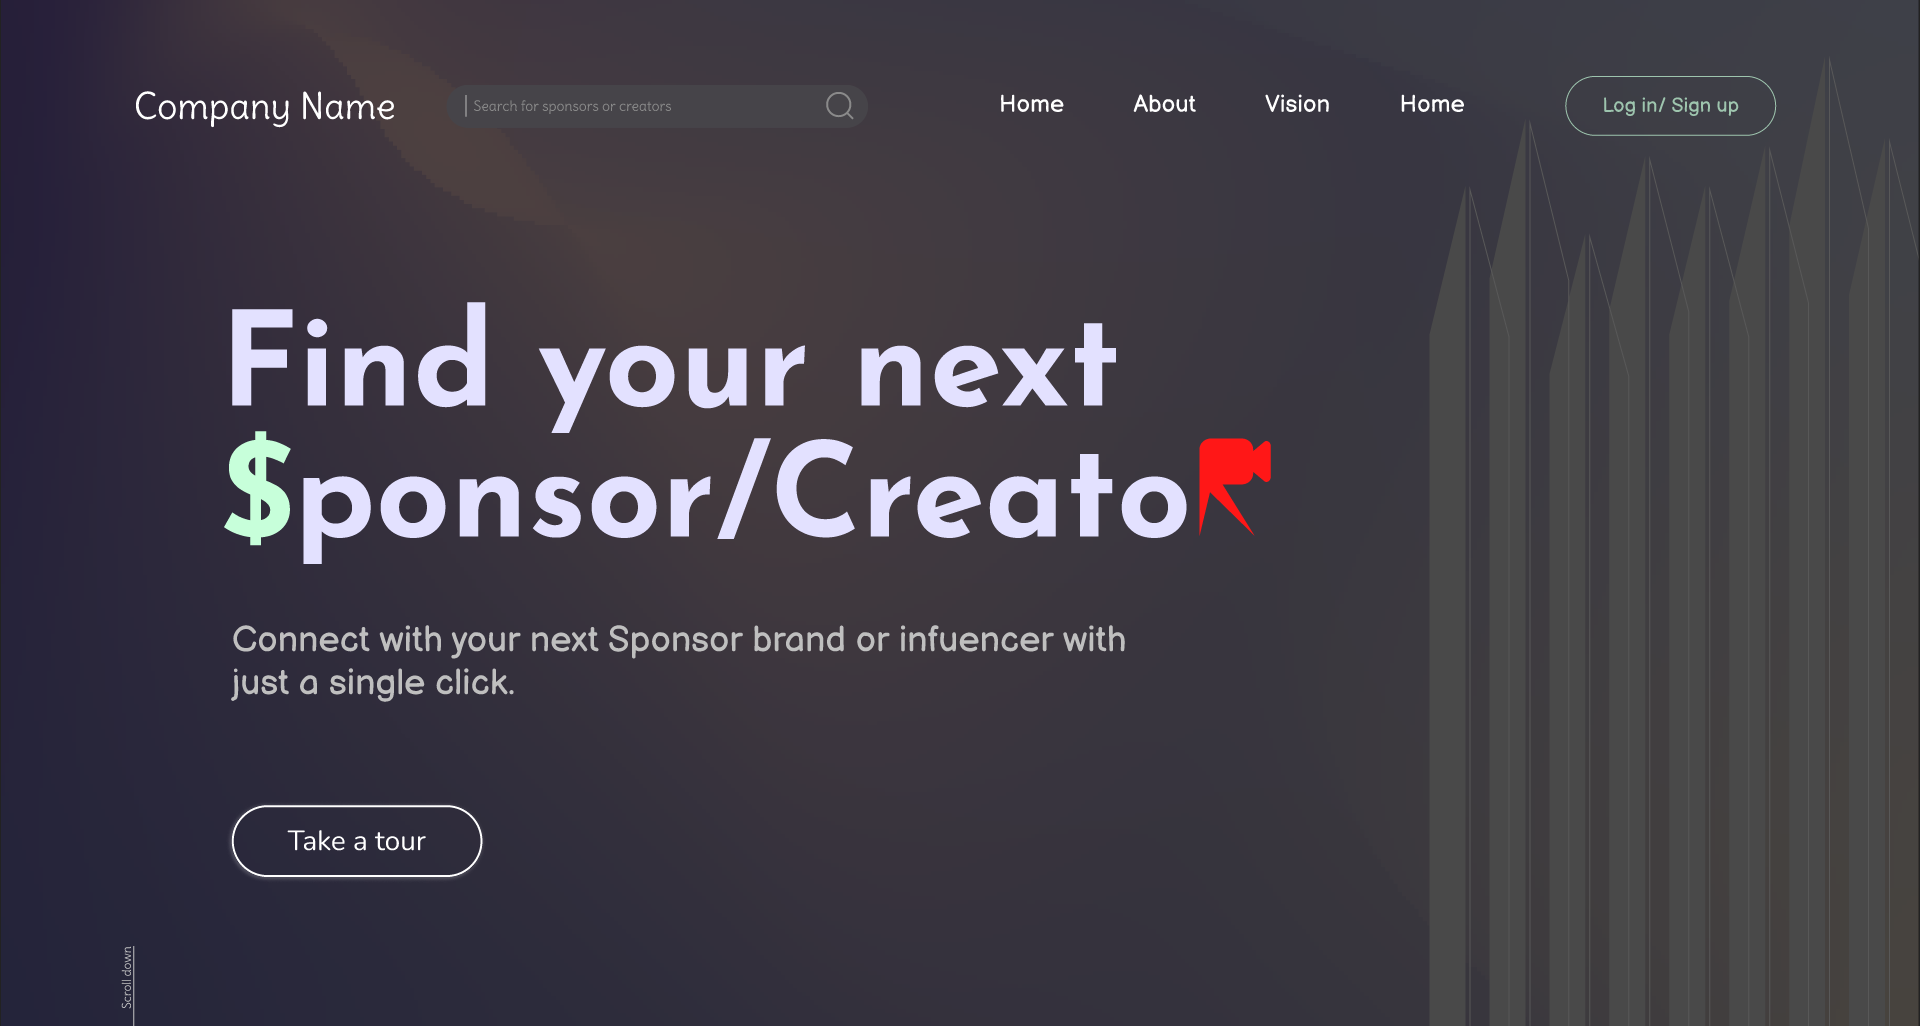 Company Name
Search for sponsors or creators
Home
About
Vision
Home
Log in/ Sign up
Find your next
$ponsor/Creator
Connect with your next Sponsor brand or infuencer with
just a single click.
Take a tour
Scroll down